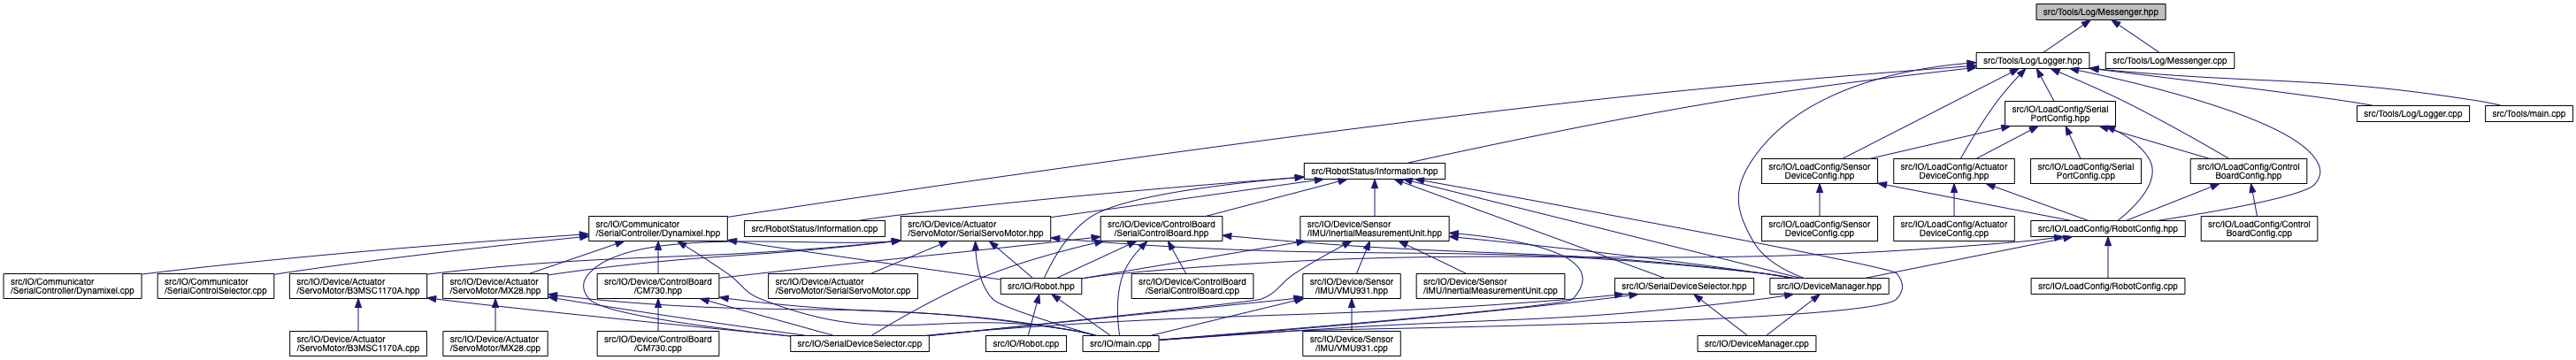 src/Tools/Log/Messenger.hpp
src/Tools/Log/Logger.hpp
src/Tools/Log/Messenger.cpp
src/IO/LoadConfig/Serial
PortConfig.hpp
src/Tools/Log/Logger.cpp
src/Tools/main.cpp
src/RobotStatus/Information.hpp
src/IO/LoadConfig/Sensor
DeviceConfig.hpp
src/IO/LoadConfig/Actuator
DeviceConfig.hpp
src/IO/LoadConfig/Serial
PortConfig.cpp
src/IO/LoadConfig/Control
BoardConfig.hpp
src/IO/Communicator
/SerialController/Dynamixel.hpp
src/RobotStatus/Information.cpp
src/IO/Device/Actuator
/ServoMotor/SerialServoMotor.hpp
src/IO/Device/ControlBoard
/SerialControlBoard.hpp
src/IO/Device/Sensor
/IMU/InertialMeasurementUnit.hpp
src/IO/LoadConfig/Sensor
DeviceConfig.cpp
src/IO/LoadConfig/Actuator
DeviceConfig.cpp
src/IO/LoadConfig/RobotConfig.hpp
src/IO/LoadConfig/Control
BoardConfig.cpp
src/IO/Communicator
/SerialController/Dynamixel.cpp
src/IO/Communicator
/SerialControlSelector.cpp
src/IO/Device/Actuator
/ServoMotor/B3MSC1170A.hpp
src/IO/Device/Actuator
/ServoMotor/MX28.hpp
src/IO/Device/ControlBoard
/CM730.hpp
src/IO/Device/Actuator
/ServoMotor/SerialServoMotor.cpp
src/IO/Robot.hpp
src/IO/Device/ControlBoard
/SerialControlBoard.cpp
src/IO/Device/Sensor
/IMU/VMU931.hpp
src/IO/Device/Sensor
/IMU/InertialMeasurementUnit.cpp
src/IO/SerialDeviceSelector.hpp
src/IO/DeviceManager.hpp
src/IO/LoadConfig/RobotConfig.cpp
src/IO/Device/Actuator
/ServoMotor/B3MSC1170A.cpp
src/IO/Device/Actuator
/ServoMotor/MX28.cpp
src/IO/Device/ControlBoard
/CM730.cpp
src/IO/SerialDeviceSelector.cpp
src/IO/Robot.cpp
src/IO/main.cpp
src/IO/Device/Sensor
/IMU/VMU931.cpp
src/IO/DeviceManager.cpp